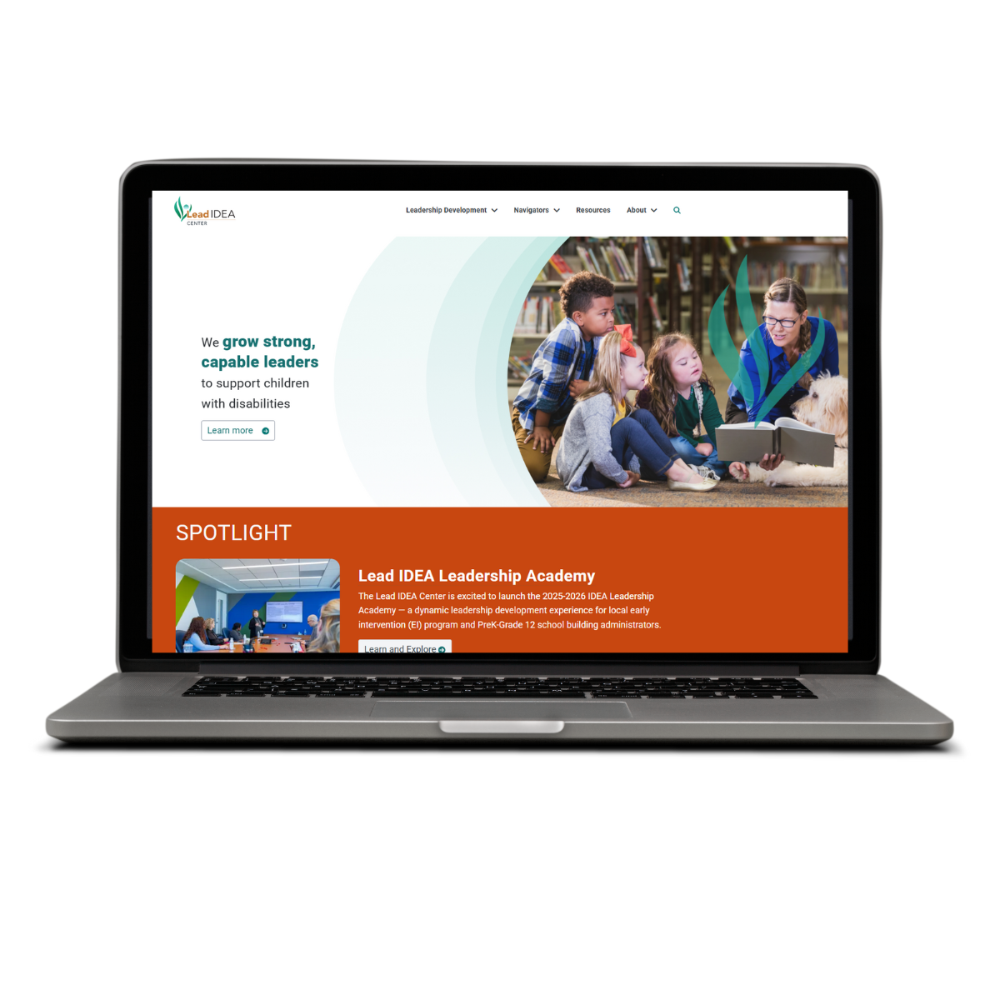 Lead IDEA
CENTER
Leadership Development
Navigators
Resources
About
We grow strong,
capable leaders
to support children
with disabilities
Learn more
SPOTLIGHT
Lead IDEA Leadership Academy
The Lead IDEA Center is excited to launch the 2025-2026 IDEA Leadership
Academy — a dynamic leadership development experience for local early
intervention (EI) program and PreK-Grade 12 school building administrators.
Learn and Explore